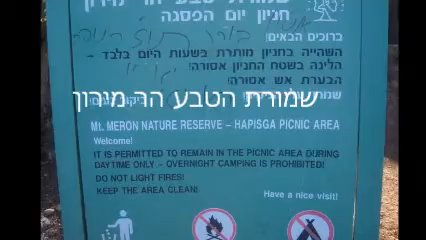 שמורת טבע הר מירון
חניון יום הפסגה
ברוכים הבאים!
השהייה בחניון מותרת בשעות היום בלבד -
הלינה בשטח החניון אסורה!
הבערת אש אסורה!
שמורת הטבע הר מירון
Mt. MERON NATURE RESERVE - HAPISGA PICNIC AREA
Welcome!
IT IS PERMITTED TO REMAIN IN THE PICNIC AREA DURING
DAYTIME ONLY - OVERNIGHT CAMPING IS PROHIBITED!
DO NOT LIGHT FIRES!
KEEP THE AREA CLEAN!
Have a nice visit!